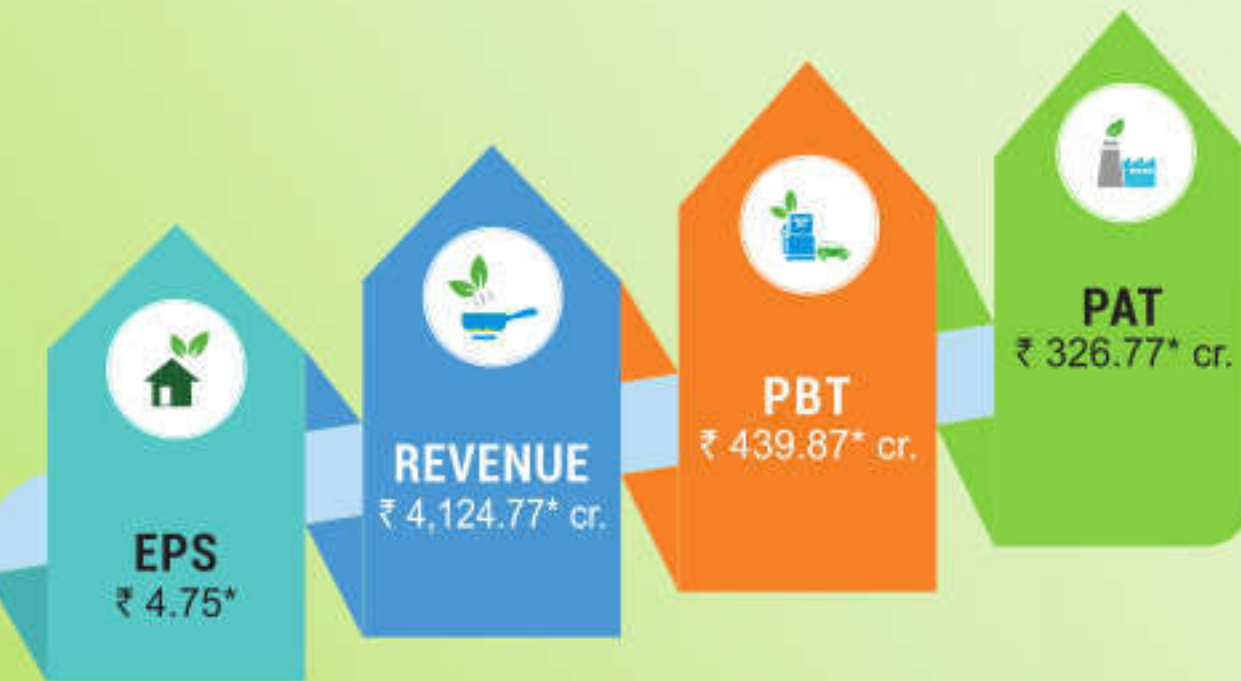 EPS
₹ 4.75*
REVENUE
₹ 4,124.77* cr.
PBT
₹ 439.87* cr.
PAT
₹ 326.77* cr.